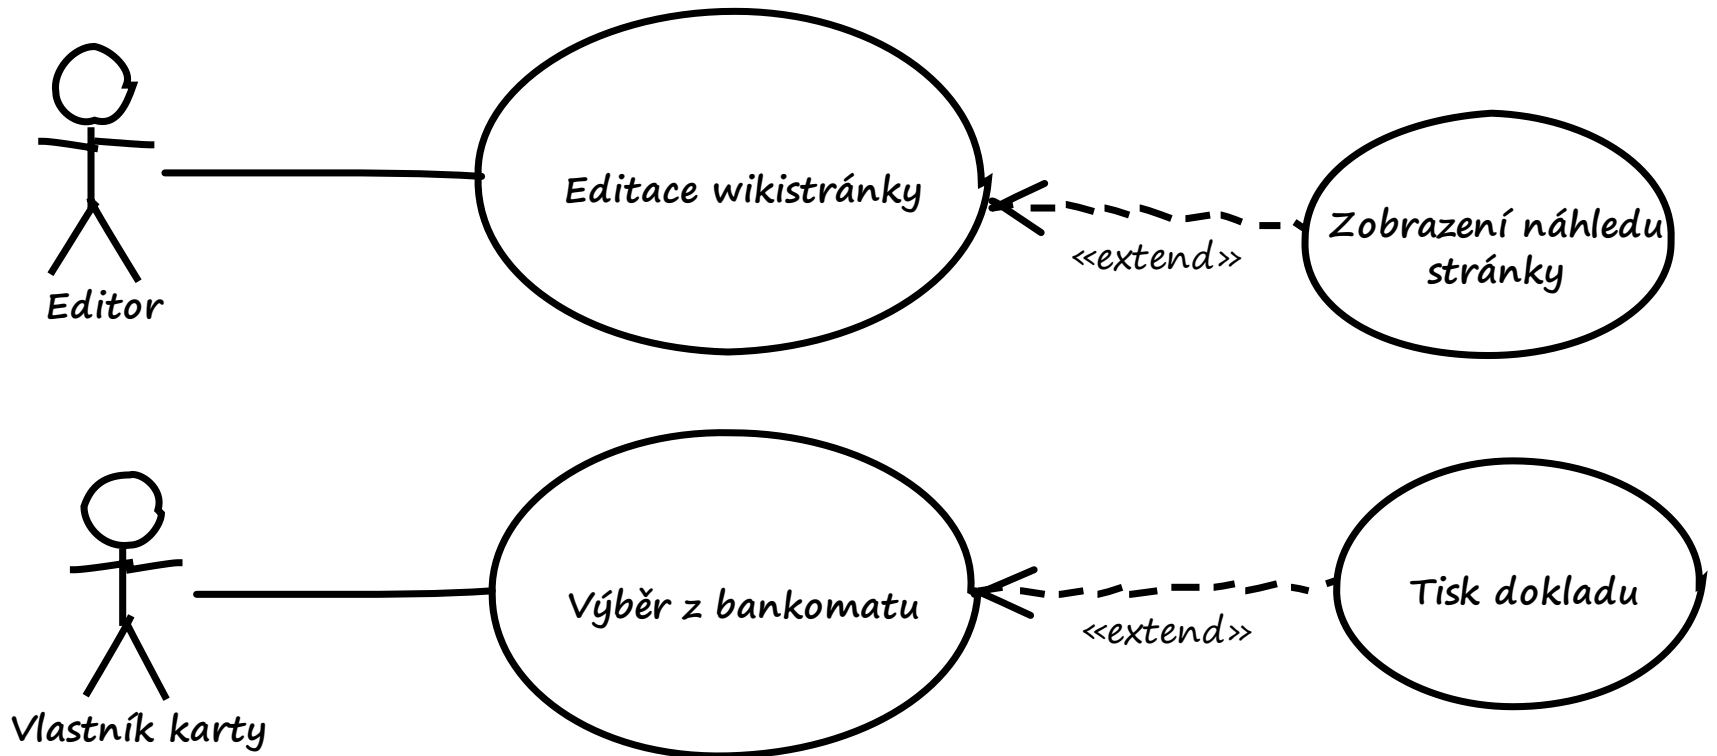 Editace wikistránky
Zobrazení náhledu
stránky
«extend»
Editor
Výběr z bankomatu
Tisk dokladu
«extend»
Vlastník karty